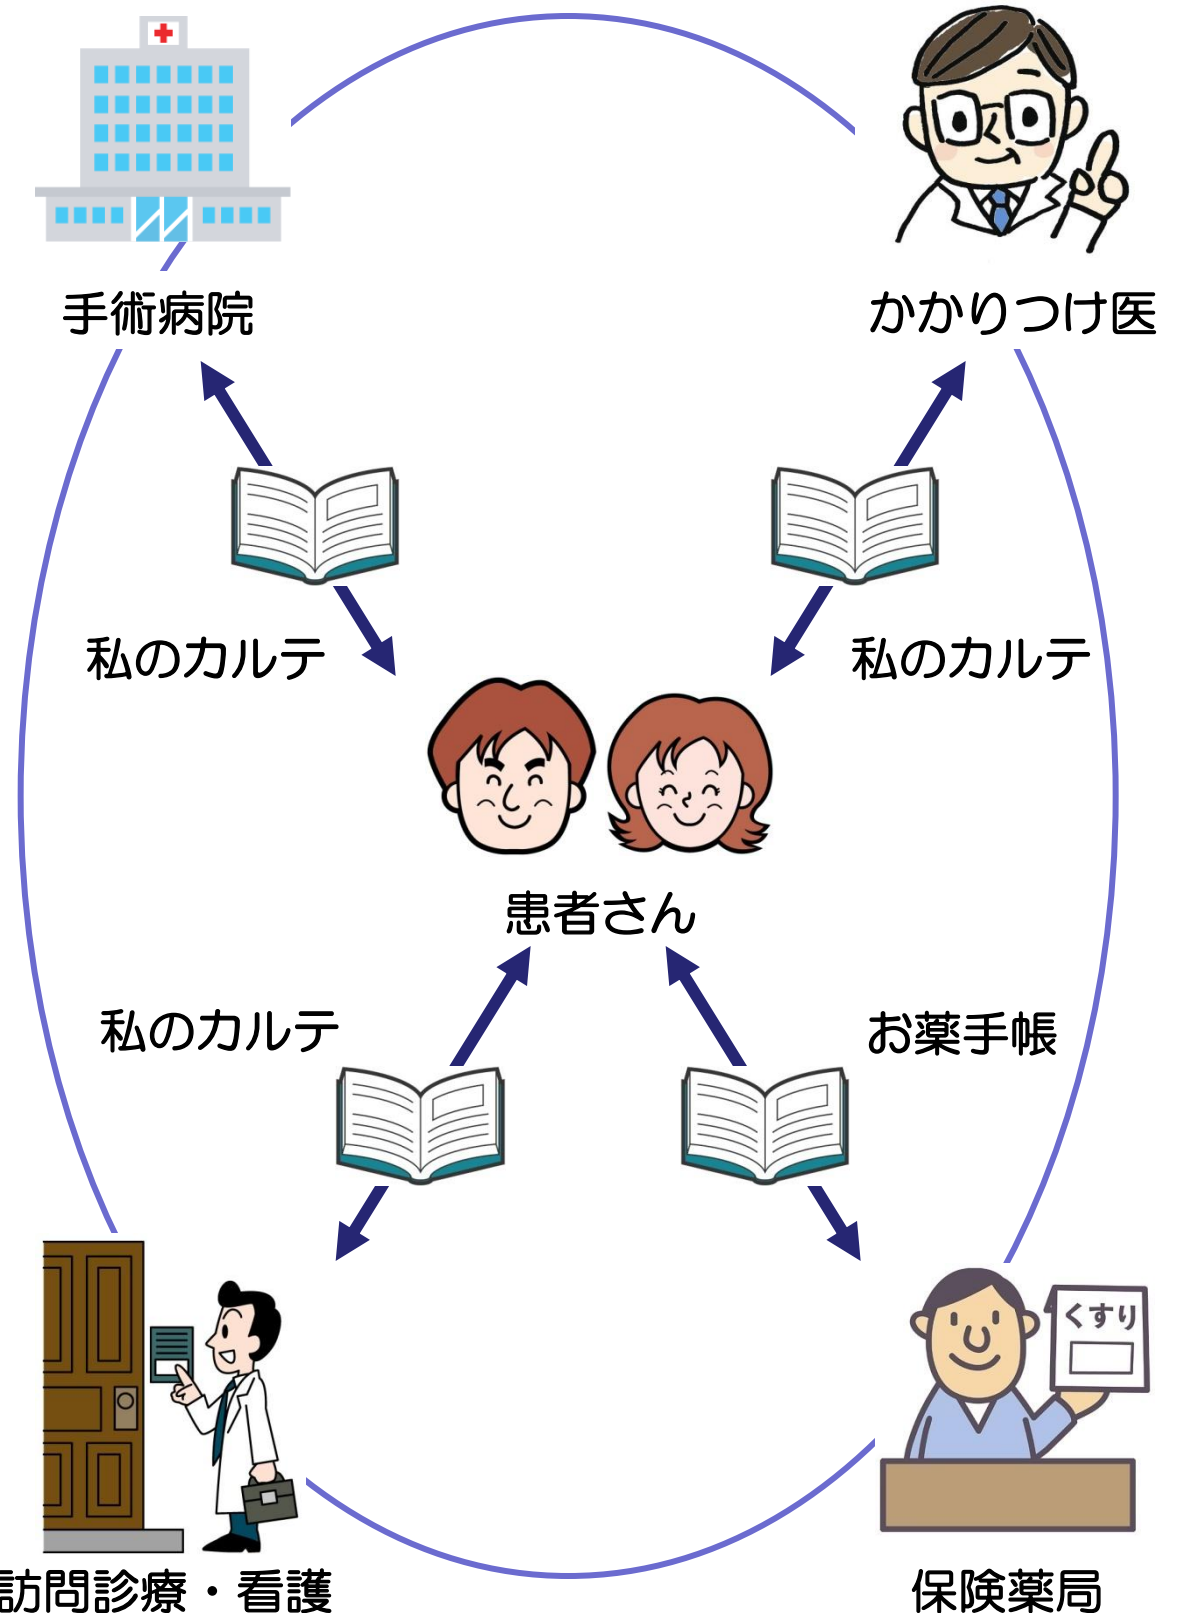 手術病院
かかりつけ医
私のカルテ
私のカルテ
患者さん
私のカルテ
お薬手帳
くすり
訪問診療・看護
保険薬局